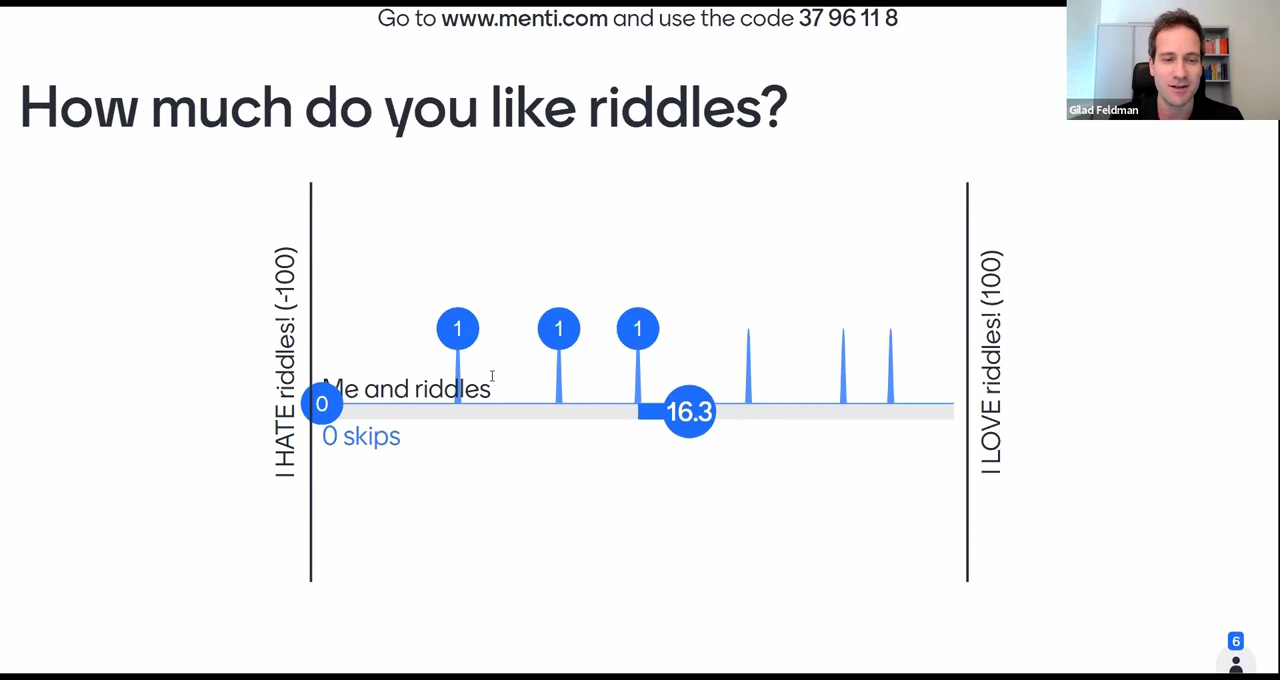 Go to www.menti.com and use the code 37 96 11 8
Gilad Feldman
How much do you like riddles?
I HATE riddles! (-100)
1
1
1
Me and riddles
0
16.3
0 skips
I LOVE riddles! (100)
6